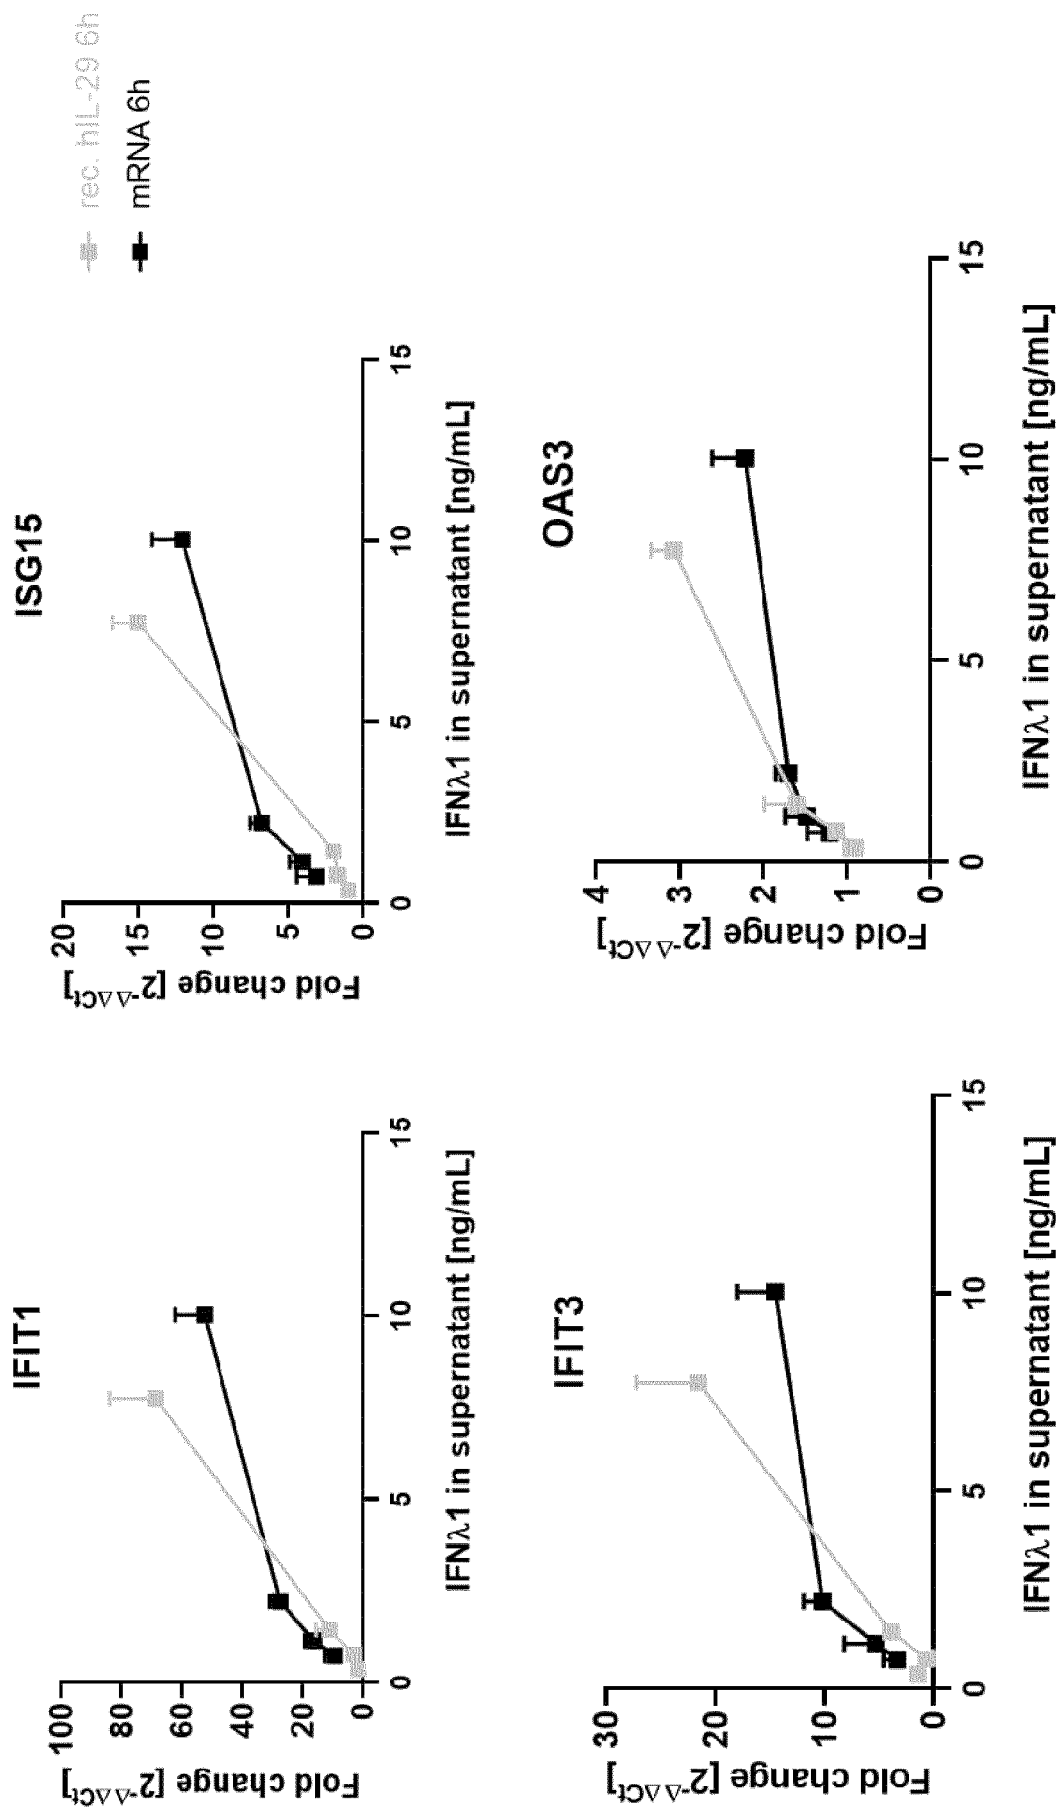 IFIT1
Fold change [2^-ΔΔCt]
100
80
60
40
20
0
0 5 10 15
IFNλ1 in supernatant [ng/mL]
ISG15
Fold change [2^-ΔΔCt]
20
15
10
5
0
0 5 10 15
IFNλ1 in supernatant [ng/mL]
rec. hIL-29 6h
mRNA 6h
IFIT3
Fold change [2^-ΔΔCt]
30
20
10
0
0 5 10 15
IFNλ1 in supernatant [ng/mL]
OAS3
Fold change [2^-ΔΔCt]
4
3
2
1
0
0 5 10 15
IFNλ1 in supernatant [ng/mL]